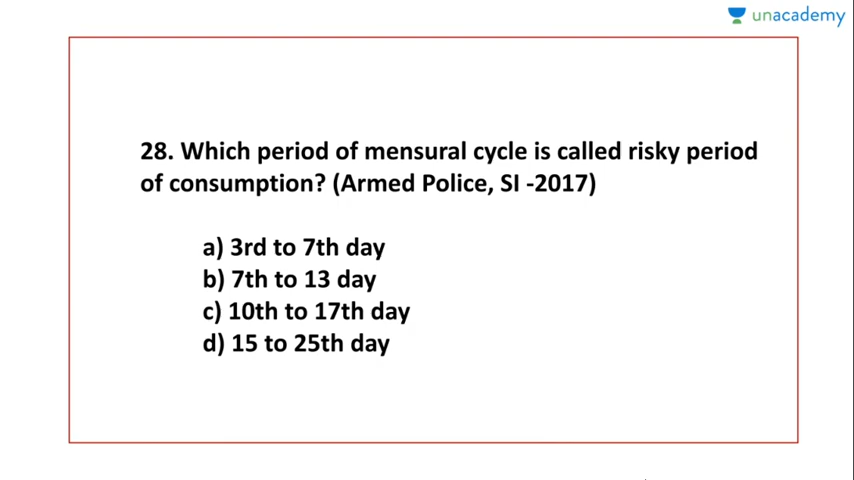 unacademy
28. Which period of mensural cycle is called risky period
of consumption? (Armed Police, SI -2017)
a) 3rd to 7th day
b) 7th to 13 day
c) 10th to 17th day
d) 15 to 25th day